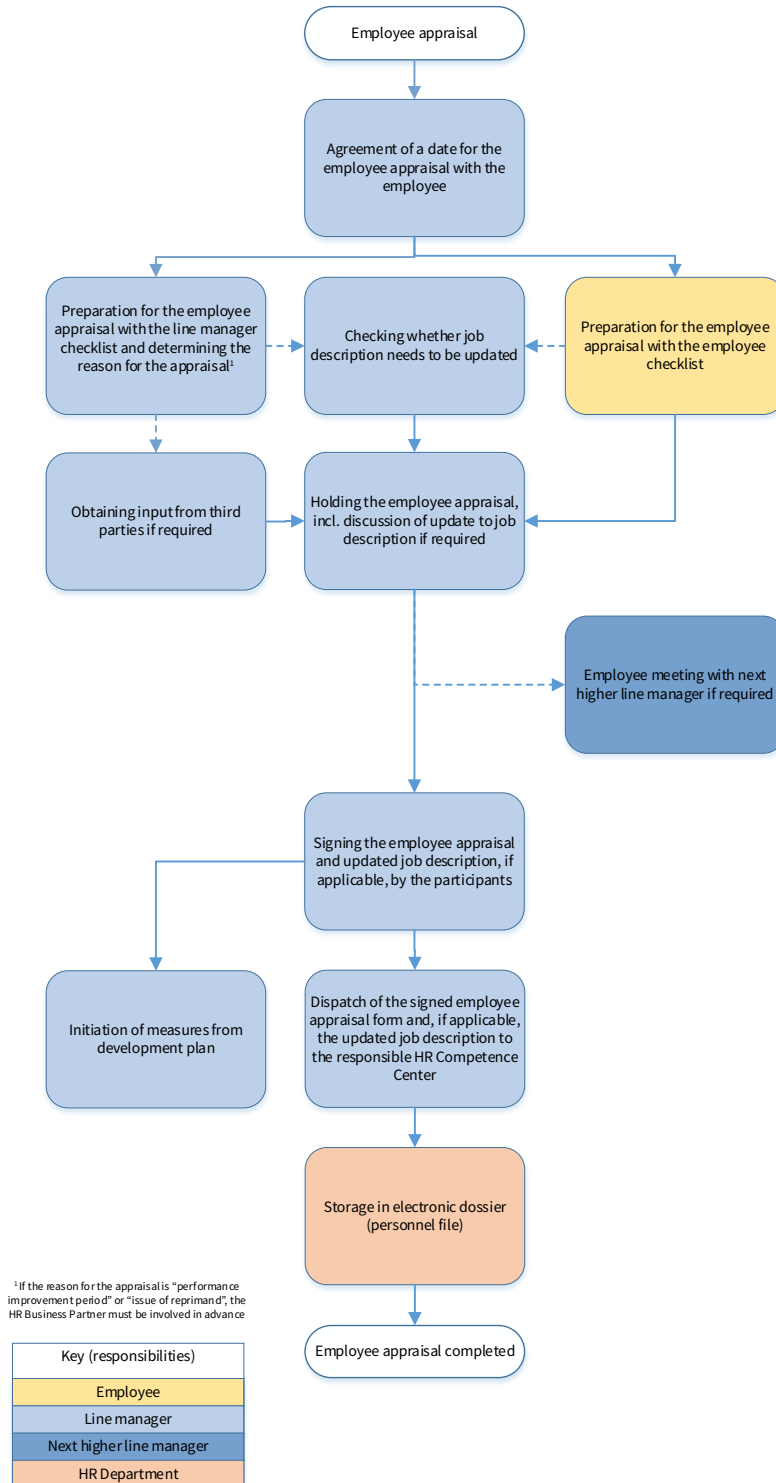 Employee appraisal
Agreement of a date for the
employee appraisal with the
employee
Preparation for the employee
appraisal with the line manager
checklist and determining the
reason for the appraisal¹
Checking whether job
description needs to be updated
Preparation for the employee
appraisal with the employee
checklist
Obtaining input from third
parties if required
Holding the employee appraisal,
incl. discussion of update to job
description if required
Employee meeting with next
higher line manager if required
Signing the employee appraisal
and updated job description, if
applicable, by the participants
Initiation of measures from
development plan
Dispatch of the signed employee
appraisal form and, if applicable,
the updated job description to
the responsible HR Competence
Center
Storage in electronic dossier
(personnel file)
Employee appraisal completed
¹ If the reason for the appraisal is “performance
improvement period” or “issue of reprimand”, the
HR Business Partner must be involved in advance
Key (responsibilities)
Employee
Line manager
Next higher line manager
HR Department